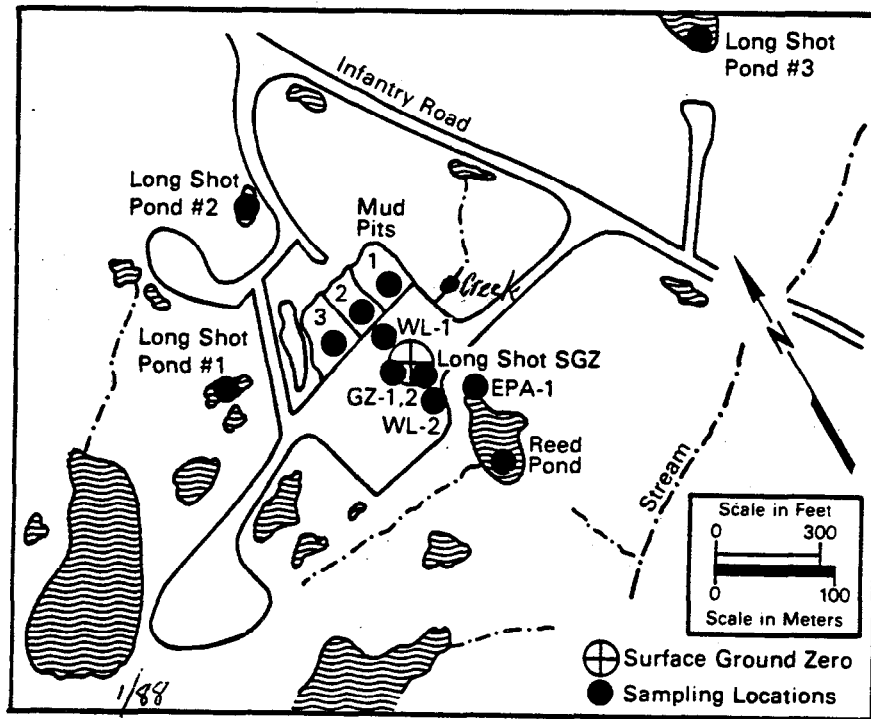 Long Shot
Pond #3
Infantry Road
Long Shot
Pond #2
Mud
Pits
1
2
3
Creek
WL-1
Long Shot
Pond #1
Long Shot SGZ
GZ-1,2
EPA-1
WL-2
Reed
Pond
Stream
N
Scale in Feet
0 300
0 100
Scale in Meters
Surface Ground Zero
Sampling Locations
1/88